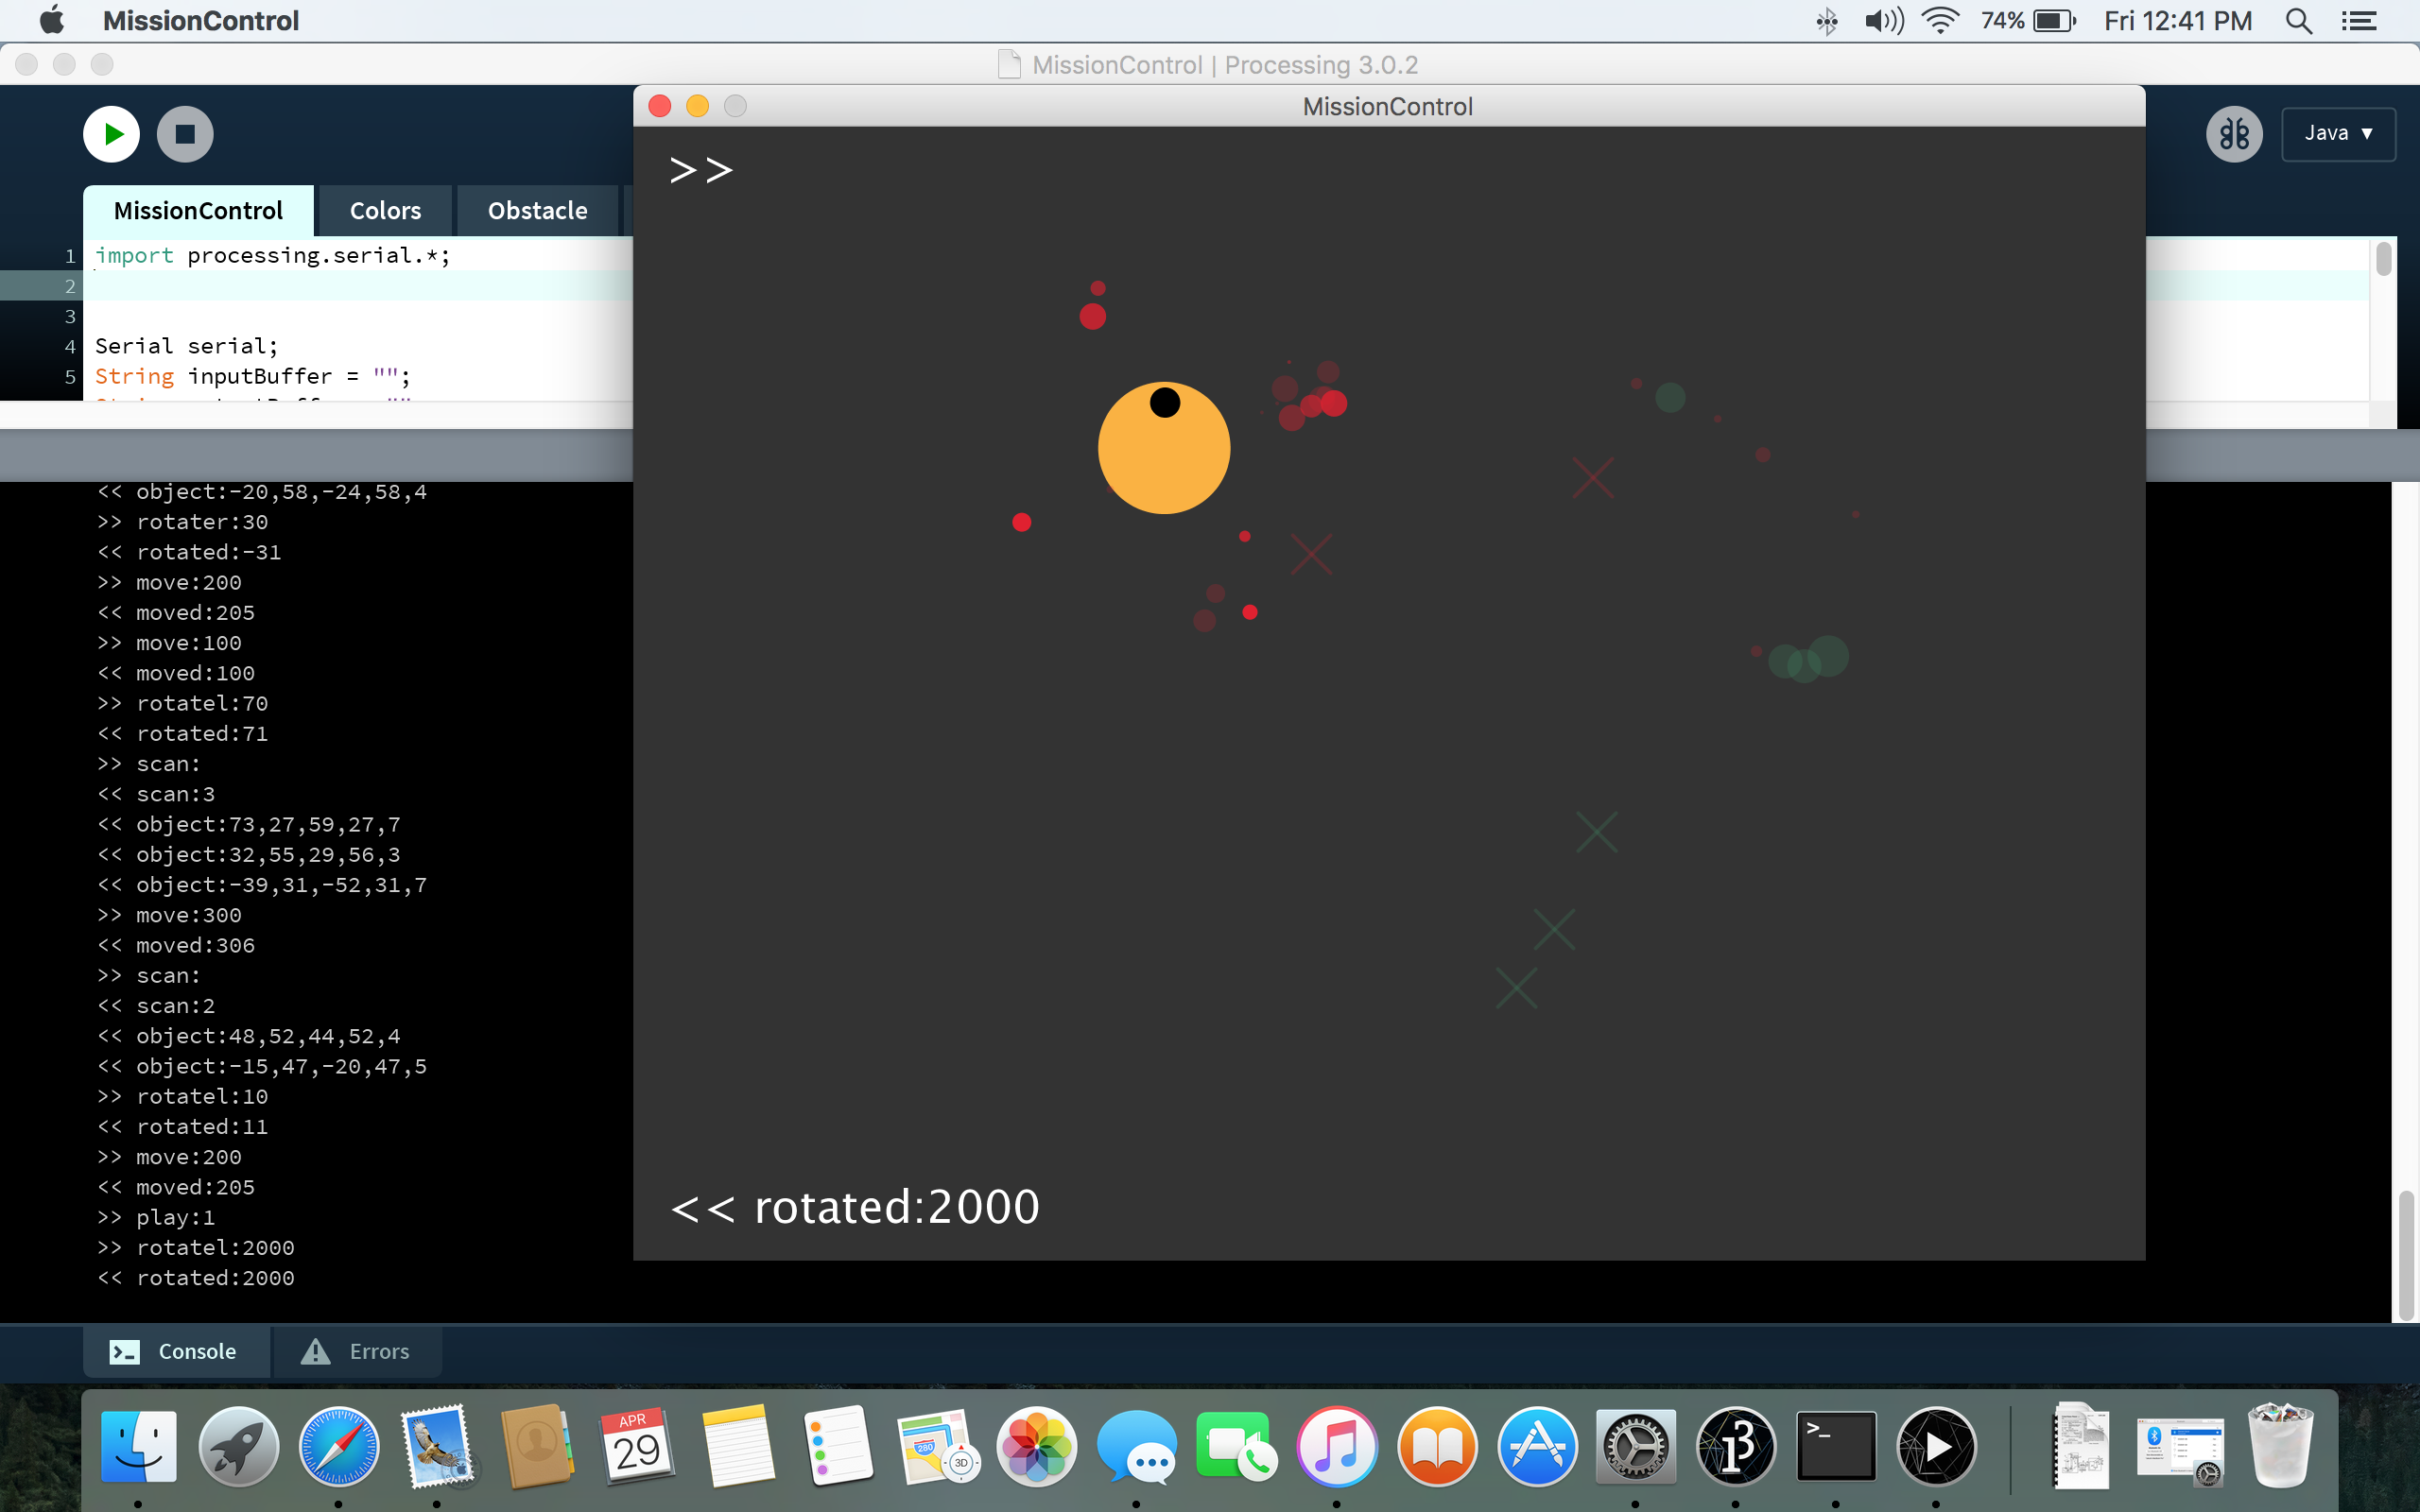 MissionControl
74%
Fri 12:41 PM
MissionControl | Processing 3.0.2
MissionControl
Java ▼
>>
MissionControl
Colors
Obstacle
1 import processing.serial.*;
2
3
4 Serial serial;
5 String inputBuffer = "";
<< object:-20,58,-24,58,4
>> rotater:30
<< rotated:-31
>> move:200
<< moved:205
>> move:100
<< moved:100
>> rotatel:70
<< rotated:71
>> scan:
<< scan:3
<< object:73,27,59,27,7
<< object:32,55,29,56,3
<< object:-39,31,-52,31,7
>> move:300
<< moved:306
>> scan:
<< scan:2
<< object:48,52,44,52,4
<< object:-15,47,-20,47,5
>> rotatel:10
<< rotated:11
>> move:200
<< moved:205
>> play:1
>> rotatel:2000
<< rotated:2000
<< rotated:2000
Console
Errors
APR
29
280
3D
i3
>_